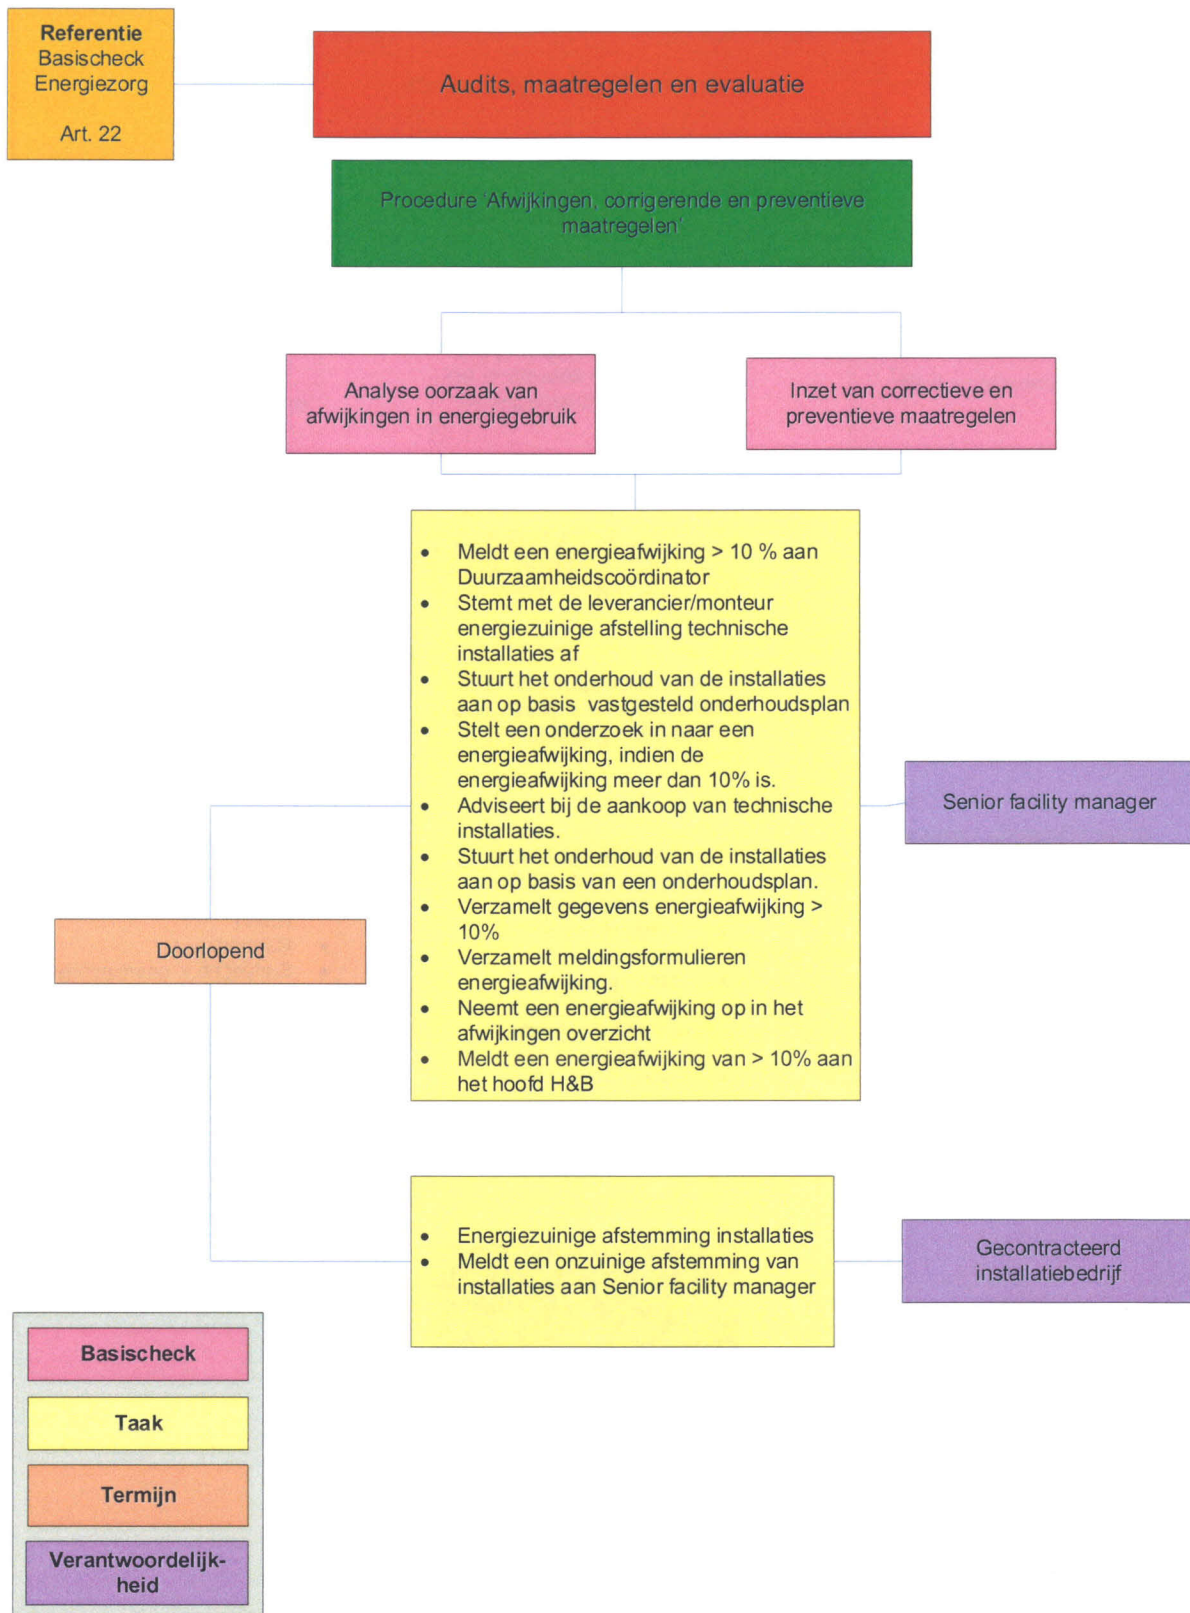 Referentie
Basischeck
Energiezorg
Art. 22
Audits, maatregelen en evaluatie
Procedure 'Afwijkingen, corrigerende en preventieve
maatregelen'
Analyse oorzaak van
afwijkingen in energiegebruik
Inzet van correctieve en
preventieve maatregelen
• Meldt een energieafwijking > 10 % aan
Duurzaamheidscoördinator
• Stemt met de leverancier/monteur
energiezuinige afstelling technische
installaties af
• Stuurt het onderhoud van de installaties
aan op basis vastgesteld onderhoudsplan
• Stelt een onderzoek in naar een
energieafwijking, indien de
energieafwijking meer dan 10% is.
• Adviseert bij de aankoop van technische
installaties.
• Stuurt het onderhoud van de installaties
aan op basis van een onderhoudsplan.
• Verzamelt gegevens energieafwijking >
10%
• Verzamelt meldingsformulieren
energieafwijking.
• Neemt een energieafwijking op in het
afwijkingen overzicht
• Meldt een energieafwijking van > 10% aan
het hoofd H&B
Senior facility manager
Doorlopend
• Energiezuinige afstemming installaties
• Meldt een onzuinige afstemming van
installaties aan Senior facility manager
Gecontracteerd
installatiebedrijf
Basischeck
Taak
Termijn
Verantwoordelijk-
heid